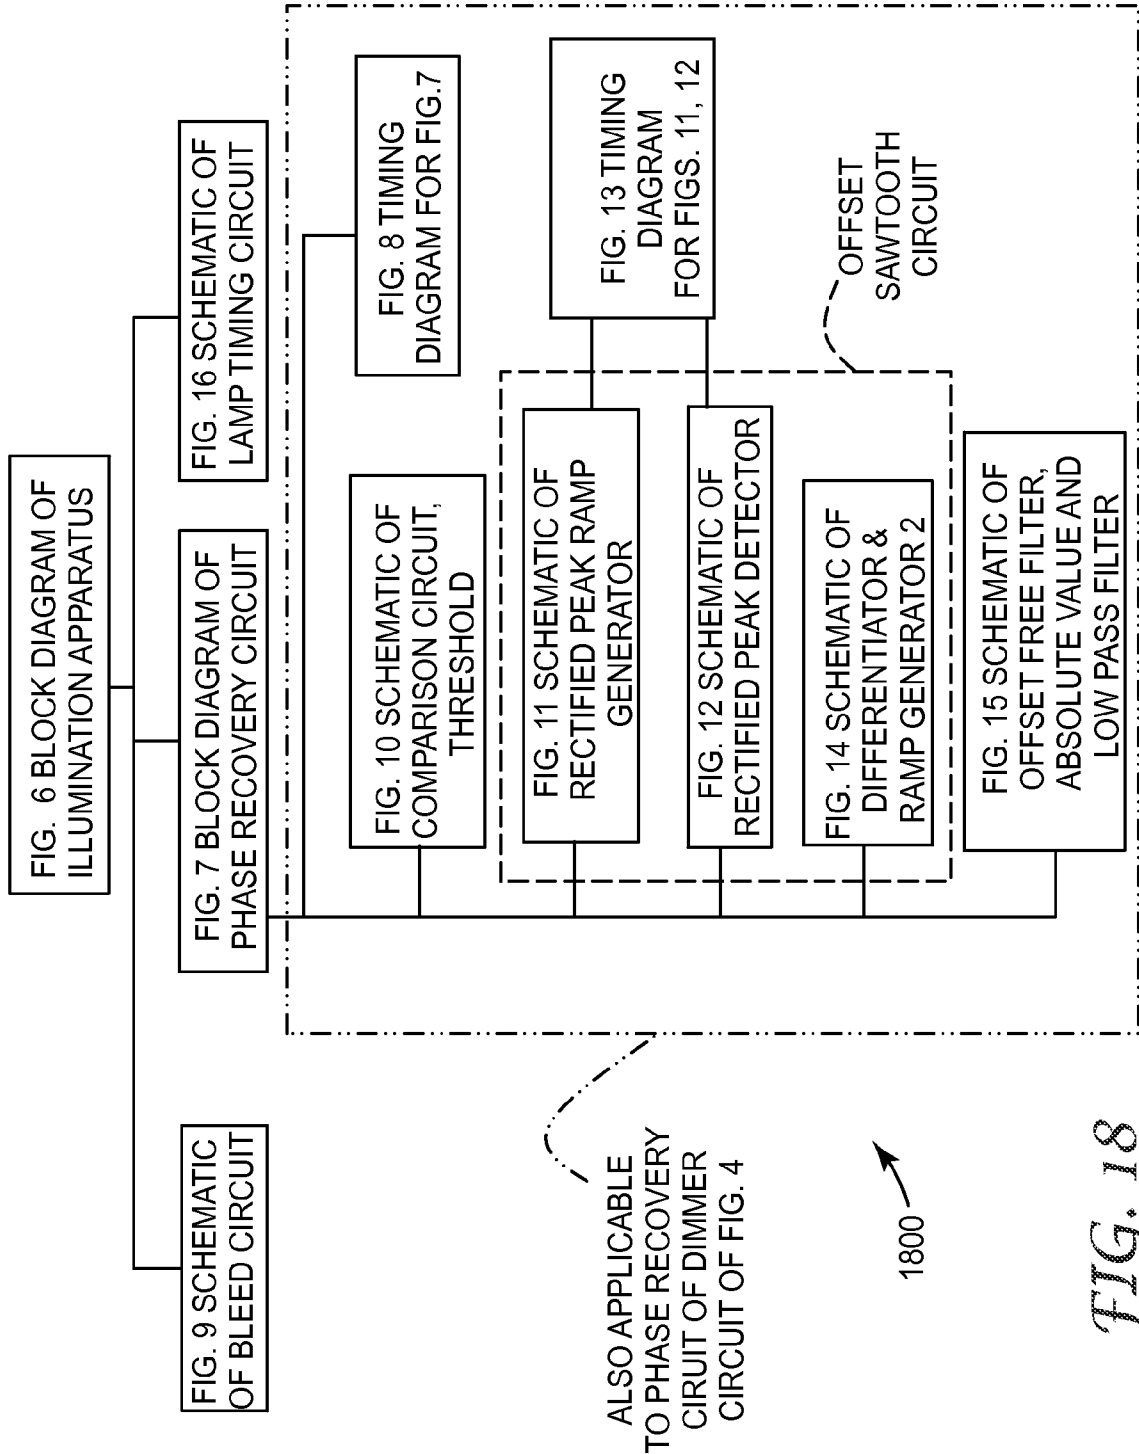 FIG. 6 BLOCK DIAGRAM OF
ILLUMINATION APPARATUS
FIG. 9 SCHEMATIC
OF BLEED CIRCUIT
FIG. 7 BLOCK DIAGRAM OF
PHASE RECOVERY CIRCUIT
FIG. 16 SCHEMATIC OF
LAMP TIMING CIRCUIT
FIG. 10 SCHEMATIC OF
COMPARISON CIRCUIT,
THRESHOLD
FIG. 8 TIMING
DIAGRAM FOR FIG.7
FIG. 11 SCHEMATIC OF
RECTIFIED PEAK RAMP
GENERATOR
FIG. 12 SCHEMATIC OF
RECTIFIED PEAK DETECTOR
FIG. 13 TIMING
DIAGRAM
FOR FIGS. 11, 12
FIG. 14 SCHEMATIC OF
DIFFERENTIATOR &
RAMP GENERATOR 2
OFFSET
SAWTOOTH
CIRCUIT
FIG. 15 SCHEMATIC OF
OFFSET FREE FILTER,
ABSOLUTE VALUE AND
LOW PASS FILTER
ALSO APPLICABLE
TO PHASE RECOVERY
CIRUIT OF DIMMER
CIRCUIT OF FIG. 4
1800
FIG. 18